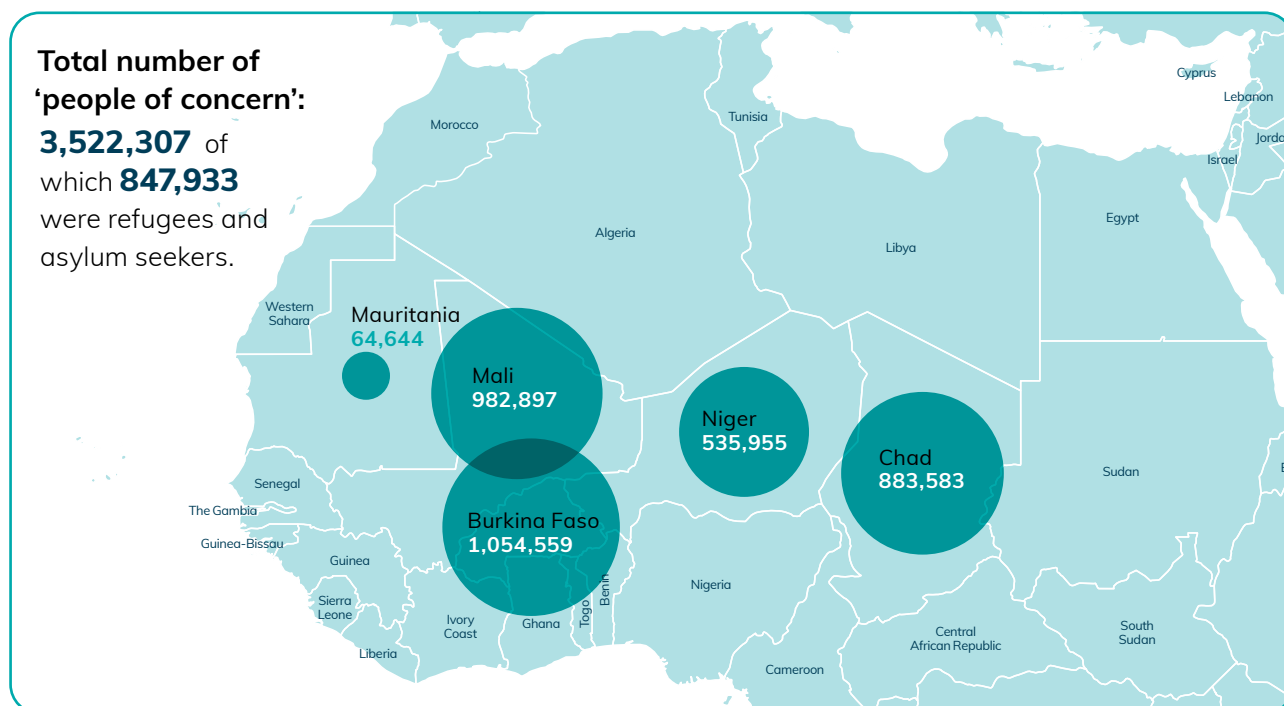 Total number of
‘people of concern’:
3,522,307 of
which 847,933
were refugees and
asylum seekers.
Cyprus
Lebanon
Tunisia
Morocco
Israel
Egypt
Algeria
Libya
Western
Sahara
Mauritania
64,644
Mali
982,897
Niger
535,955
Chad
883,583
Sudan
Senegal
The Gambia
Burkina Faso
1,054,559
Guinea-Bissau
Guinea
Nigeria
Benin
Togo
Sierra
Leone
Ivory
Coast
Ghana
Liberia
Central
African Republic
South
Sudan
Cameroon